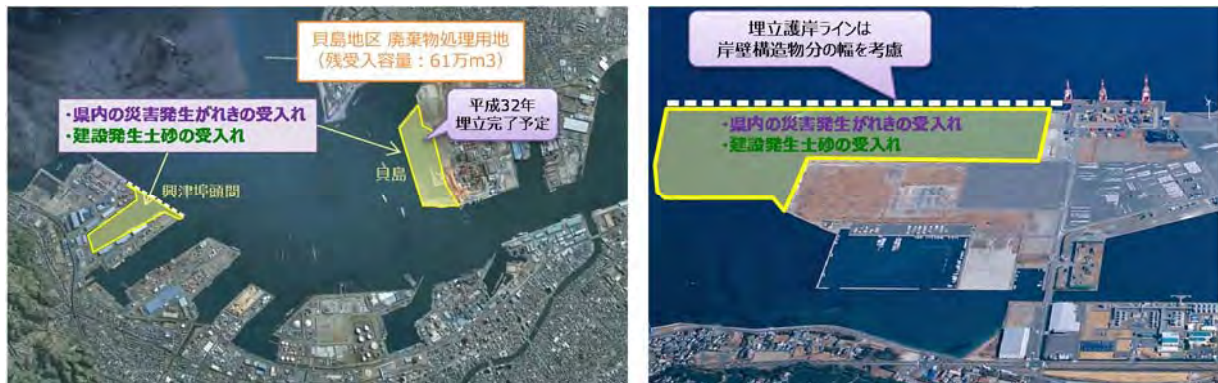 貝島地区 廃棄物処理用地
(残受入容量：61万m3)
・県内の災害発生がれきの受入れ
・建設発生土砂の受入れ
平成32年
埋立完了予定
貝島
興津埠頭間
埋立護岸ラインは
岸壁構造物分の幅を考慮
・県内の災害発生がれきの受入れ
・建設発生土砂の受入れ